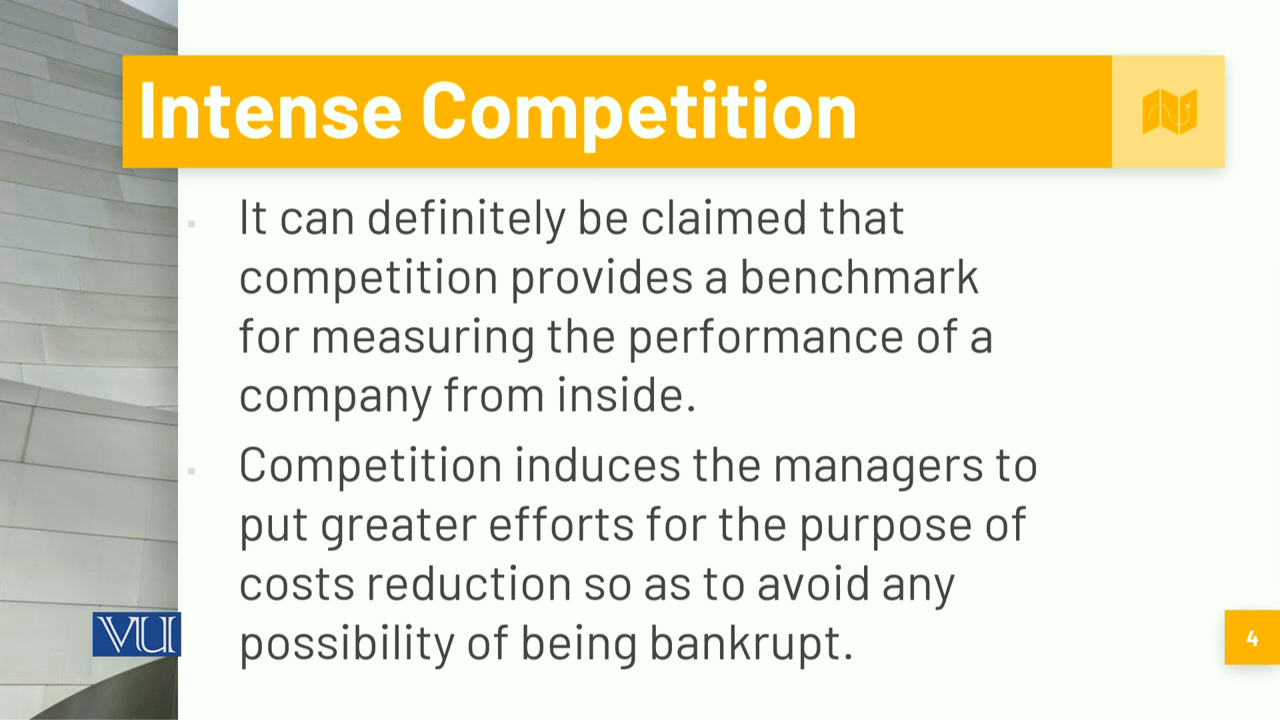 Intense Competition
It can definitely be claimed that
competition provides a benchmark
for measuring the performance of a
company from inside.
Competition induces the managers to
put greater efforts for the purpose of
costs reduction so as to avoid any
possibility of being bankrupt.
VU
4